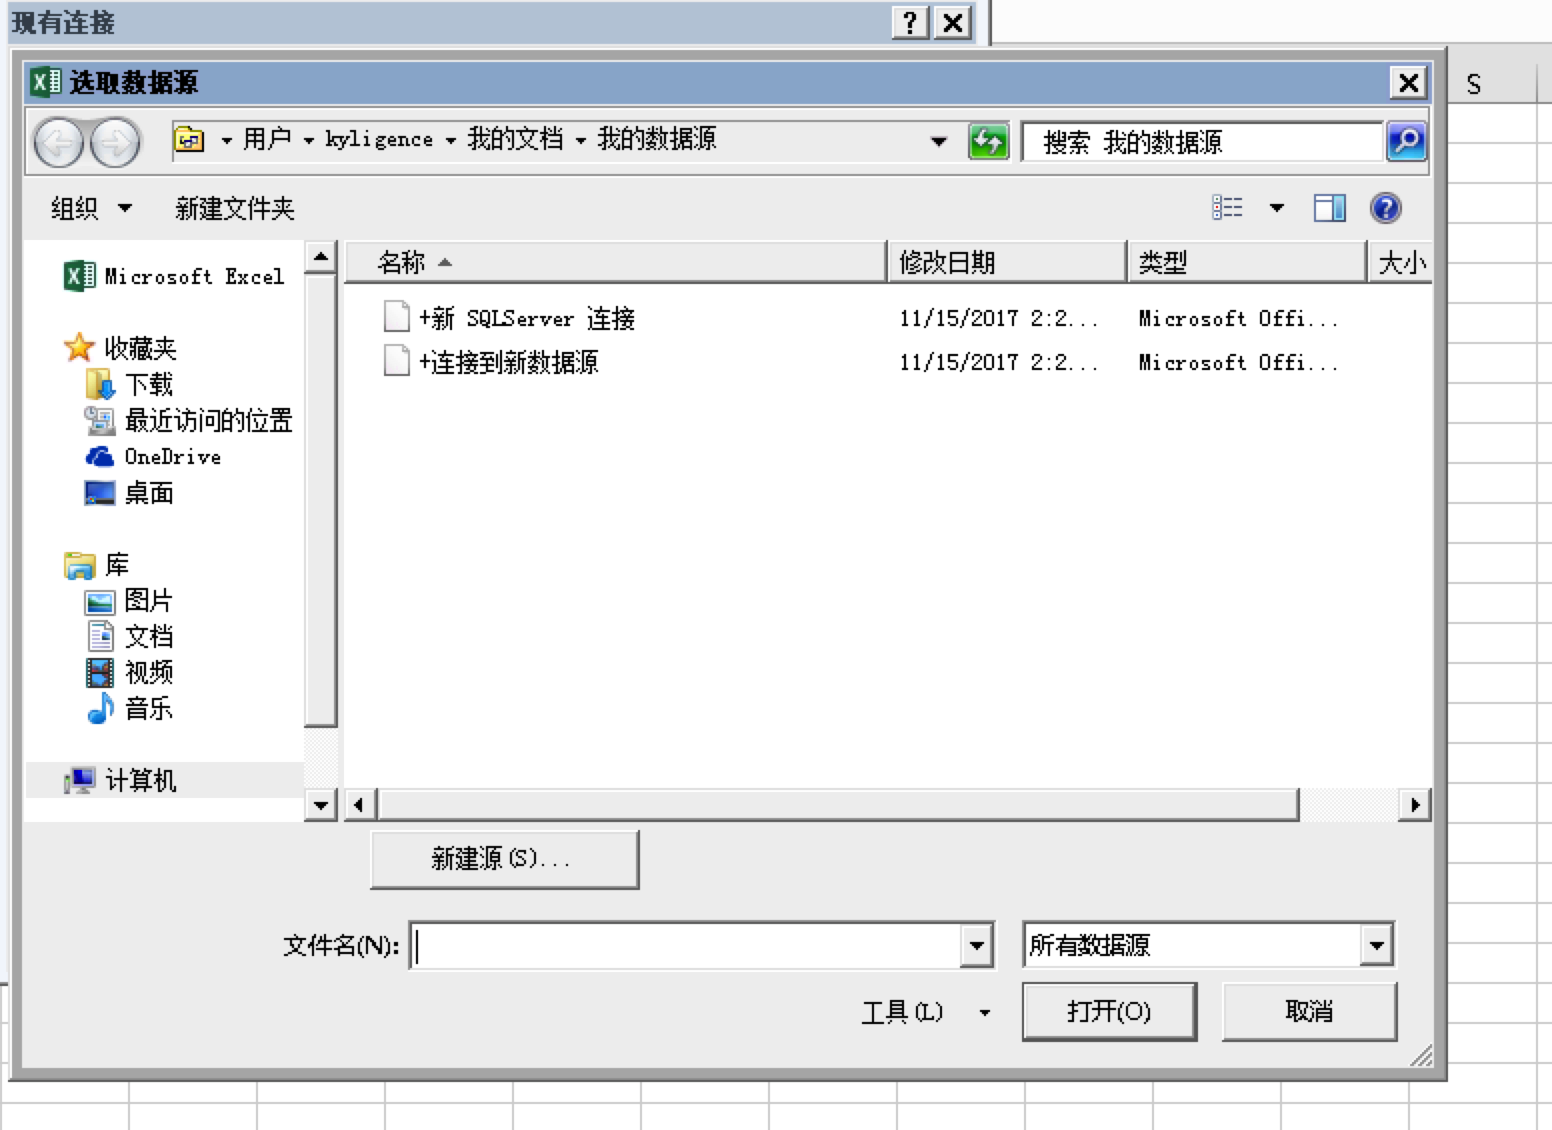 现有连接
选取数据源
S
用户 kyligence 我的文档 我的数据源
搜索 我的数据源
组织 新建文件夹
Microsoft Excel
收藏夹
下载
最近访问的位置
OneDrive
桌面
库
图片
文档
视频
音乐
计算机
名称 修改日期 类型 大小
+新 SQLServer 连接 11/15/2017 2:2... Microsoft Offi...
+连接到新数据源 11/15/2017 2:2... Microsoft Offi...
新建源(S)...
文件名(N):
所有数据源
工具(L) 打开(O) 取消